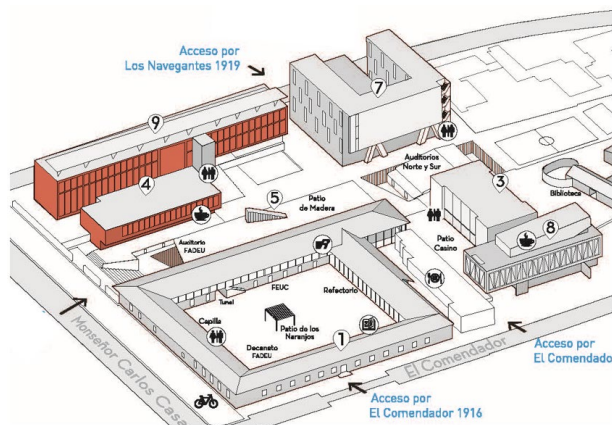 Acceso por
Los Navegantes 1919
7
9
Auditorios
Norte y Sur
4
3
5
Patio
de Madera
Biblioteca
Patio
Casino
8
Auditorio
FADEU
FEUC
Refectorio
Tunal
Capilla
Patio de los
Naranjos
Decanato
FADEU
1
El Comendador
Acceso por
El Comendado
Monseñor Carlos Casa
Acceso por
El Comendador 1916